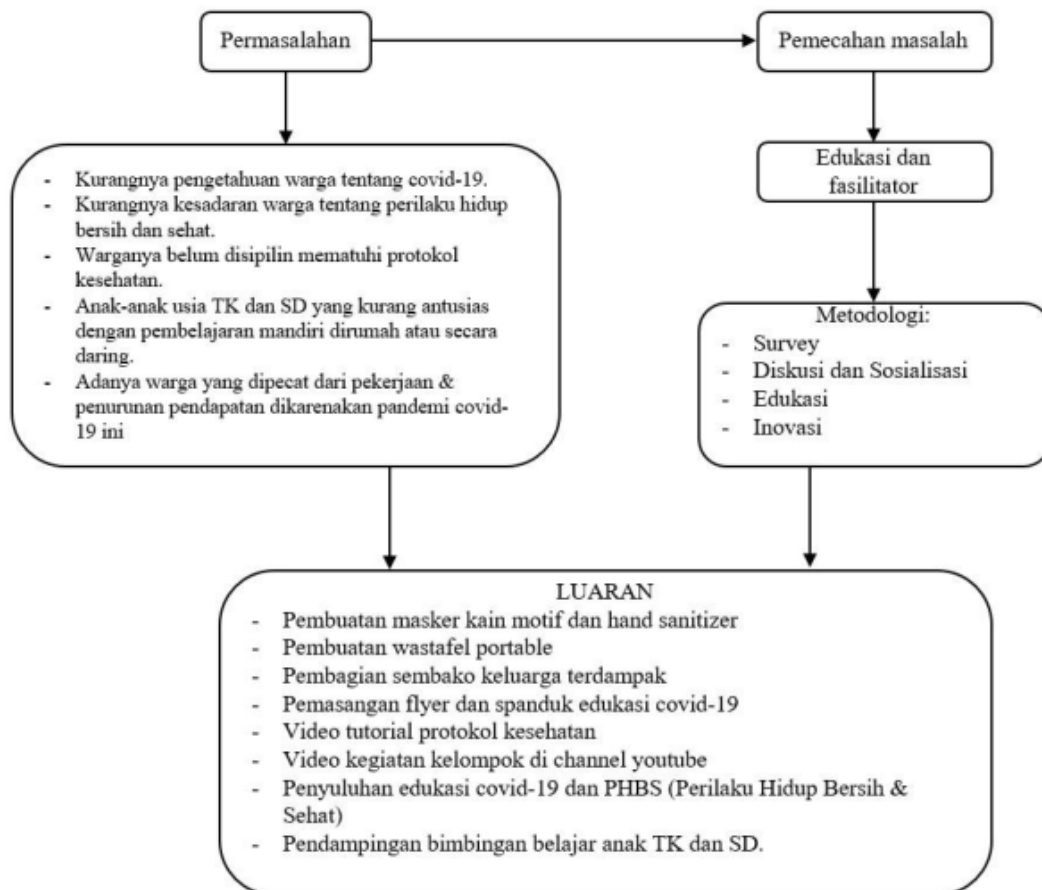 Permasalahan
Pemecahan masalah
- Kurangnya pengetahuan warga tentang covid-19.
- Kurangnya kesadaran warga tentang perilaku hidup
bersih dan sehat.
- Warganya belum disipilin mematuhi protokol
kesehatan.
- Anak-anak usia TK dan SD yang kurang antusias
dengan pembelajaran mandiri dirumah atau secara
daring.
- Adanya warga yang dipecat dari pekerjaan &
penurunan pendapatan dikarenakan pandemi covid-
19 ini
Edukasi dan
fasilitator
Metodologi:
- Survey
- Diskusi dan Sosialisasi
- Edukasi
- Inovasi
LUARAN
- Pembuatan masker kain motif dan hand sanitizer
- Pembuatan wastafel portable
- Pembagian sembako keluarga terdampak
- Pemasangan flyer dan spanduk edukasi covid-19
- Video tutorial protokol kesehatan
- Video kegiatan kelompok di channel youtube
- Penyuluhan edukasi covid-19 dan PHBS (Perilaku Hidup Bersih &
Sehat)
- Pendampingan bimbingan belajar anak TK dan SD.